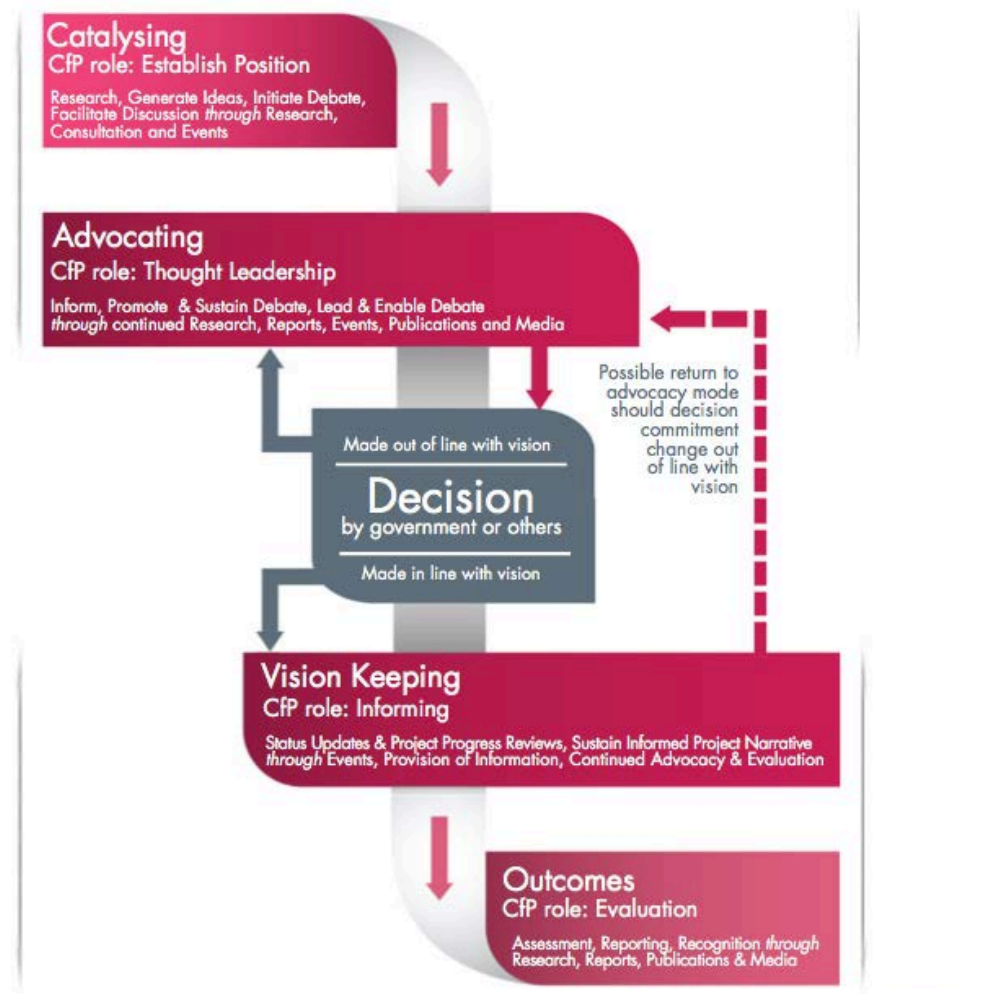 Catalysing
CfP role: Establish Position
Research, Generate Ideas, Initiate Debate,
Facilitate Discussion through Research,
Consultation and Events
Advocating
CfP role: Thought Leadership
Inform, Promote & Sustain Debate, Lead & Enable Debate
through continued Research, Reports, Events, Publications and Media
Possible return to
advocacy mode
should decision
commitment
change out
of line with
vision
Made out of line with vision
Decision
by government or others
Made in line with vision
Vision Keeping
CfP role: Informing
Status Updates & Project Progress Reviews, Sustain Informed Project Narrative
through Events, Provision of Information, Continued Advocacy & Evaluation
Outcomes
CfP role: Evaluation
Assessment, Reporting, Recognition through
Research, Reports, Publications & Media